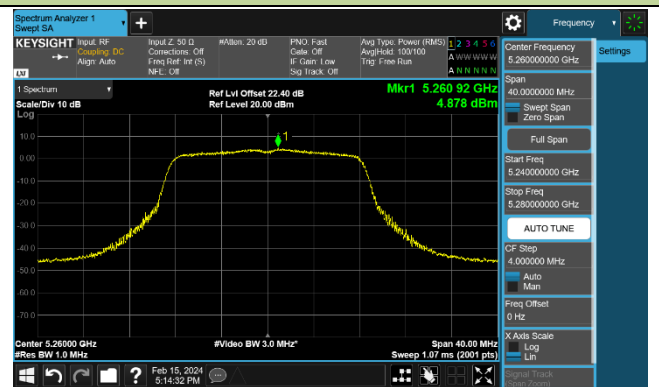 Spectrum Analyzer 1
Swept SA
Frequency
KEYSIGHT
Input: RF
Coupling: DC
Align: Auto
Input Z: 50 Ω
Corrections: Off
Freq Ref: Int (S)
NFE: Off
#Atten: 20 dB
PNO: Fast
Gate: Off
IF Gain: Low
Sig Track: Off
Avg Type: Power (RMS)
Avg|Hold: 100/100
Trig: Free Run
1 2 3 4 5 6
A W W W W W
A N N N N N
LXI
1 Spectrum
Scale/Div 10 dB
Log
Ref Lvl Offset 22.40 dB
Ref Level 20.00 dBm
Mkr1 5.260 92 GHz
4.878 dBm
1
10.0
0.00
-10.0
-20.0
-30.0
-40.0
-50.0
-60.0
-70.0
Center 5.26000 GHz
#Res BW 1.0 MHz
#Video BW 3.0 MHz*
Span 40.00 MHz
Sweep 1.07 ms (2001 pts)
Feb 15, 2024
5:14:32 PM
Center Frequency
5.260000000 GHz
Settings
Span
40.0000000 MHz
Swept Span
Zero Span
Full Span
Start Freq
5.240000000 GHz
Stop Freq
5.280000000 GHz
AUTO TUNE
CF Step
4.000000 MHz
Auto
Man
Freq Offset
0 Hz
X Axis Scale
Log
Lin
Signal Track
(Span Zoom)